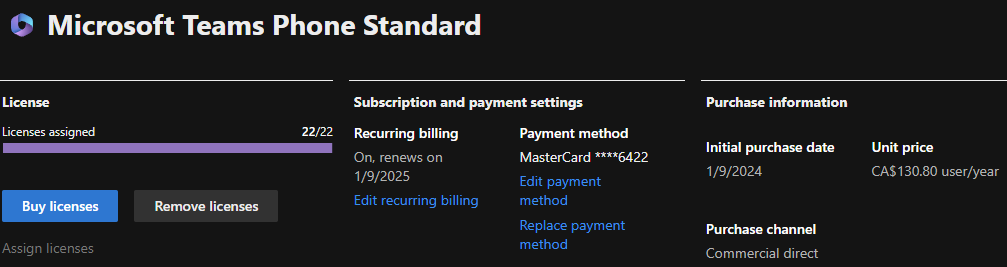 Microsoft Teams Phone Standard
License
Licenses assigned
22/22
Buy licenses
Remove licenses
Assign licenses
Subscription and payment settings
Recurring billing
On, renews on
1/9/2025
Edit recurring billing
Payment method
MasterCard ****6422
Edit payment
method
Replace payment
method
Purchase information
Initial purchase date
1/9/2024
Unit price
CA$130.80 user/year
Purchase channel
Commercial direct